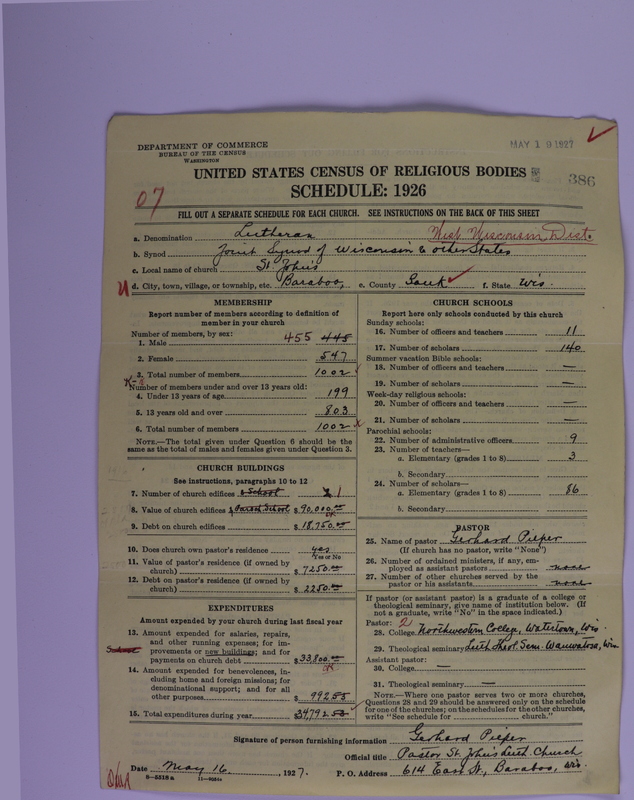 DEPARTMENT OF COMMERCE
BUREAU OF THE CENSUS
WASHINGTON
MAY 19 1927
UNITED STATES CENSUS OF RELIGIOUS BODIES
386
SCHEDULE: 1926
07
FILL OUT A SEPARATE SCHEDULE FOR EACH CHURCH. SEE INSTRUCTIONS ON THE BACK OF THIS SHEET
a. Denomination Lutheran West Wisconsin Dist.
b. Synod Joint Synod of Wisconsin & other States
c. Local name of church St. John's
d. City, town, village, or township, etc. Baraboo, e. County Sauk f. State Wis.
MEMBERSHIP
Report number of members according to definition of
member in your church
Number of members, by sex:
1. Male 455 445
2. Female 547
3. Total number of members 1002
Number of members under and over 13 years old:
4. Under 13 years of age 199
5. 13 years old and over 803
6. Total number of members 1002
NOTE.—The total given under Question 6 should be the
same as the total of males and females given under Question 3.
CHURCH BUILDINGS
See instructions, paragraphs 10 to 12
7. Number of church edifices & School 1
8. Value of church edifices & Parish School $90,000.00
9. Debt on church edifices $18,750.00
10. Does church own pastor's residence? yes
Yes or No
11. Value of pastor's residence (if owned by
church) $7250.00
12. Debt on pastor's residence (if owned by
church) $2250.00
EXPENDITURES
Amount expended by your church during last fiscal year
13. Amount expended for salaries, repairs,
and other running expenses; for im-
provements or new buildings; and for
payments on church debt $33,800.00
14. Amount expended for benevolences, in-
cluding home and foreign missions; for
denominational support; and for all
other purposes $992.53
15. Total expenditures during year $34,792.53
CHURCH SCHOOLS
Report here only schools conducted by this church
Sunday schools:
16. Number of officers and teachers 11
17. Number of scholars 140
Summer vacation Bible schools:
18. Number of officers and teachers —
19. Number of scholars —
Week-day religious schools:
20. Number of officers and teachers —
21. Number of scholars —
Parochial schools:
22. Number of administrative officers 9
23. Number of teachers—
a. Elementary (grades 1 to 8) 3
b. Secondary
24. Number of scholars—
a. Elementary (grades 1 to 8) 86
b. Secondary
PASTOR
25. Name of pastor Gerhard Pieper
(If church has no pastor, write "None")
26. Number of ordained ministers, if any, em-
ployed as assistant pastors none
27. Number of other churches served by the
pastor or his assistants none
If pastor (or assistant pastor) is a graduate of a college or
theological seminary, give name of institution below. (If
not a graduate, write "No" in the space indicated.)
Pastor: 2
28. College Northwestern College, Watertown, Wis.
29. Theological seminary Luth. Theol. Sem. Wauwatosa, Wis.
Assistant pastor:
30. College —
31. Theological seminary —
NOTE.—Where one pastor serves two or more churches,
Questions 28 and 29 should be answered only on the schedule
for one of the churches; on the schedules for the other churches,
write "See schedule for church."
Signature of person furnishing information Gerhard Pieper
Official title Pastor St. John's Luth. Church
Date May 16, 1927. P. O. Address 614 East St., Baraboo, Wis.
8—5518a 11—9954